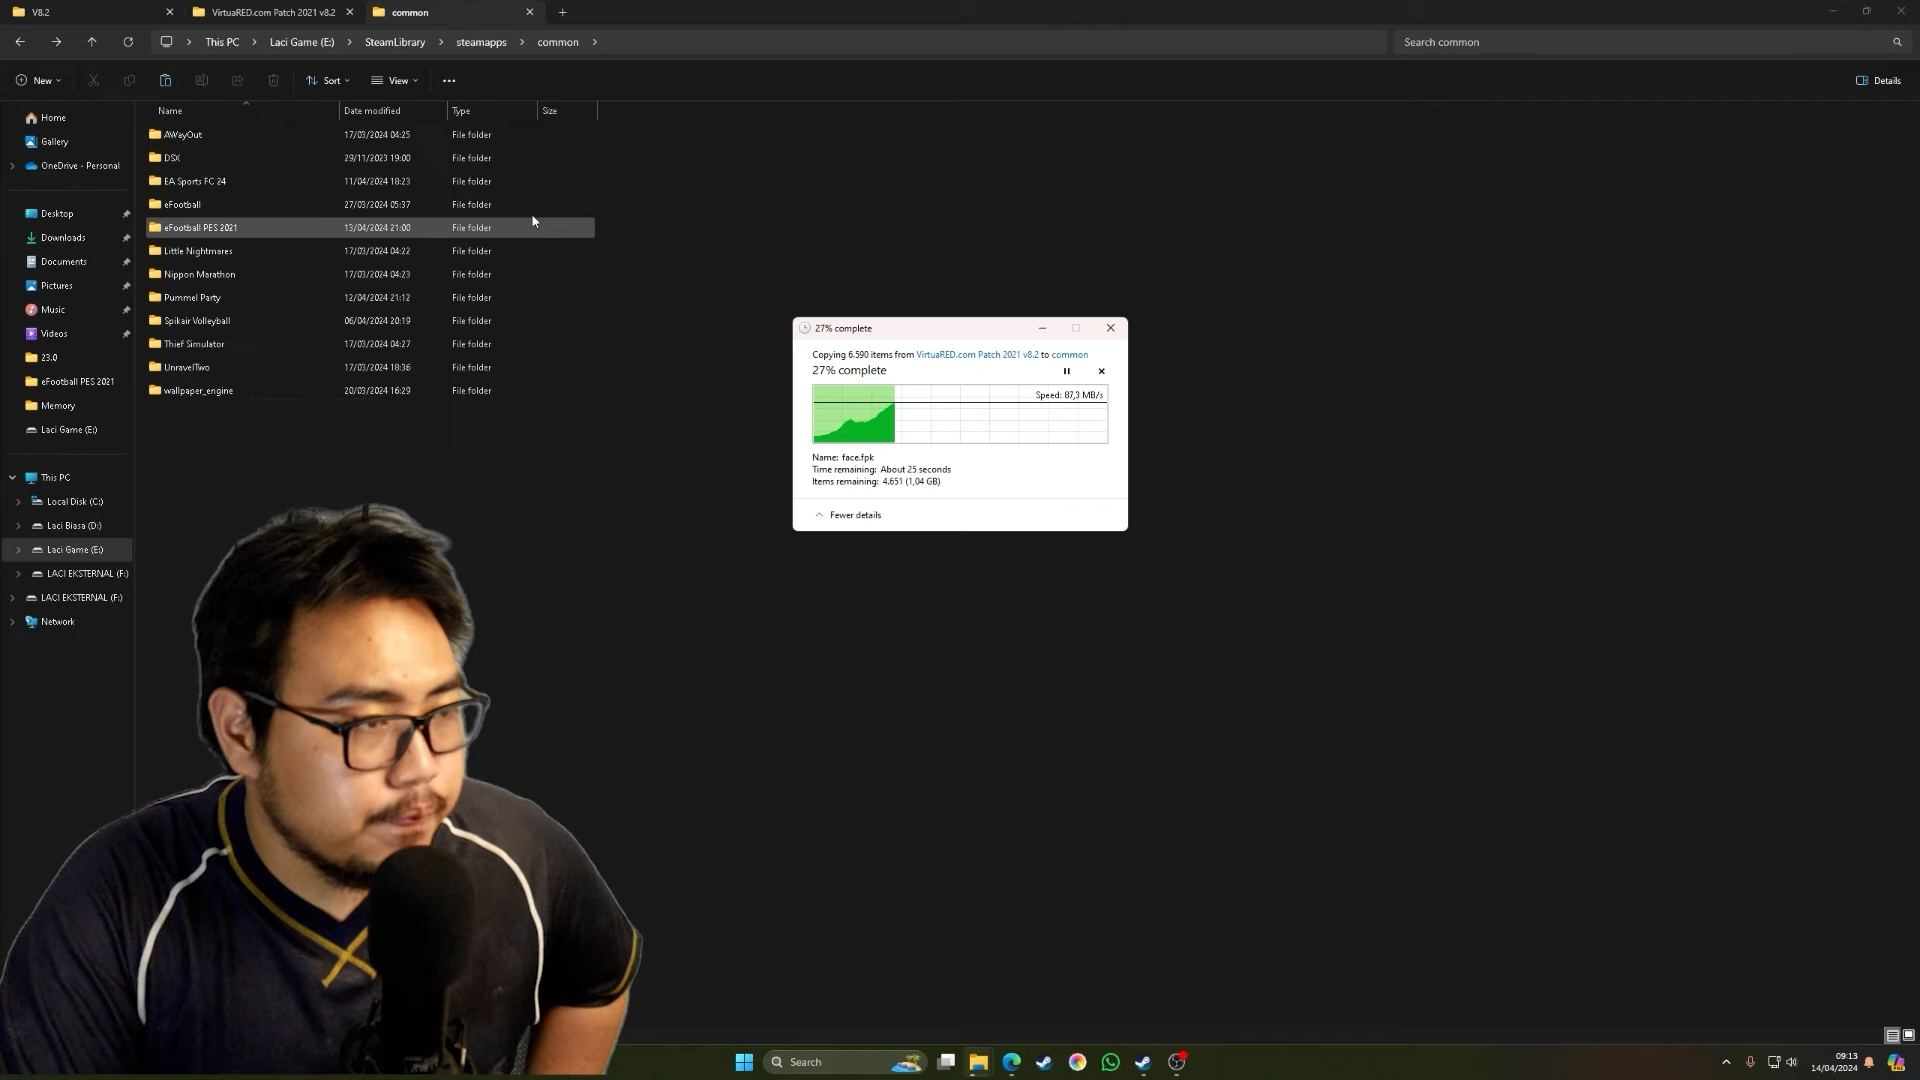 V8.2
VirtuaRED.com Patch 2021 v8.2
common
This PC
Laci Game (E:)
SteamLibrary
steamapps
common
Search common
New
Sort
View
Details
Name
Date modified
Type
Size
Home
Gallery
OneDrive - Personal
Desktop
Downloads
Documents
Pictures
Music
Videos
23.0
eFootball PES 2021
Memory
Laci Game (E:)
This PC
Local Disk (C:)
Laci Biasa (D:)
Laci Game (E:)
LACI EKSTERNAL (F:)
LACI EKSTERNAL (F:)
Network
AWayOut 17/03/2024 04:25 File folder
DSX 29/11/2023 19:00 File folder
EA Sports FC 24 11/04/2024 18:23 File folder
eFootball 27/03/2024 05:37 File folder
eFootball PES 2021 13/04/2024 21:00 File folder
Little Nightmares 17/03/2024 04:22 File folder
Nippon Marathon 17/03/2024 04:23 File folder
Pummel Party 12/04/2024 21:12 File folder
Spikair Volleyball 06/04/2024 20:19 File folder
Thief Simulator 17/03/2024 04:27 File folder
UnravelTwo 17/03/2024 18:36 File folder
wallpaper_engine 20/03/2024 16:29 File folder
27% complete
Copying 6.590 items from VirtuaRED.com Patch 2021 v8.2 to common
27% complete
Speed: 87,3 MB/s
Name: face.fpk
Time remaining: About 25 seconds
Items remaining: 4.651 (1,04 GB)
Fewer details
Search
09:13
14/04/2024